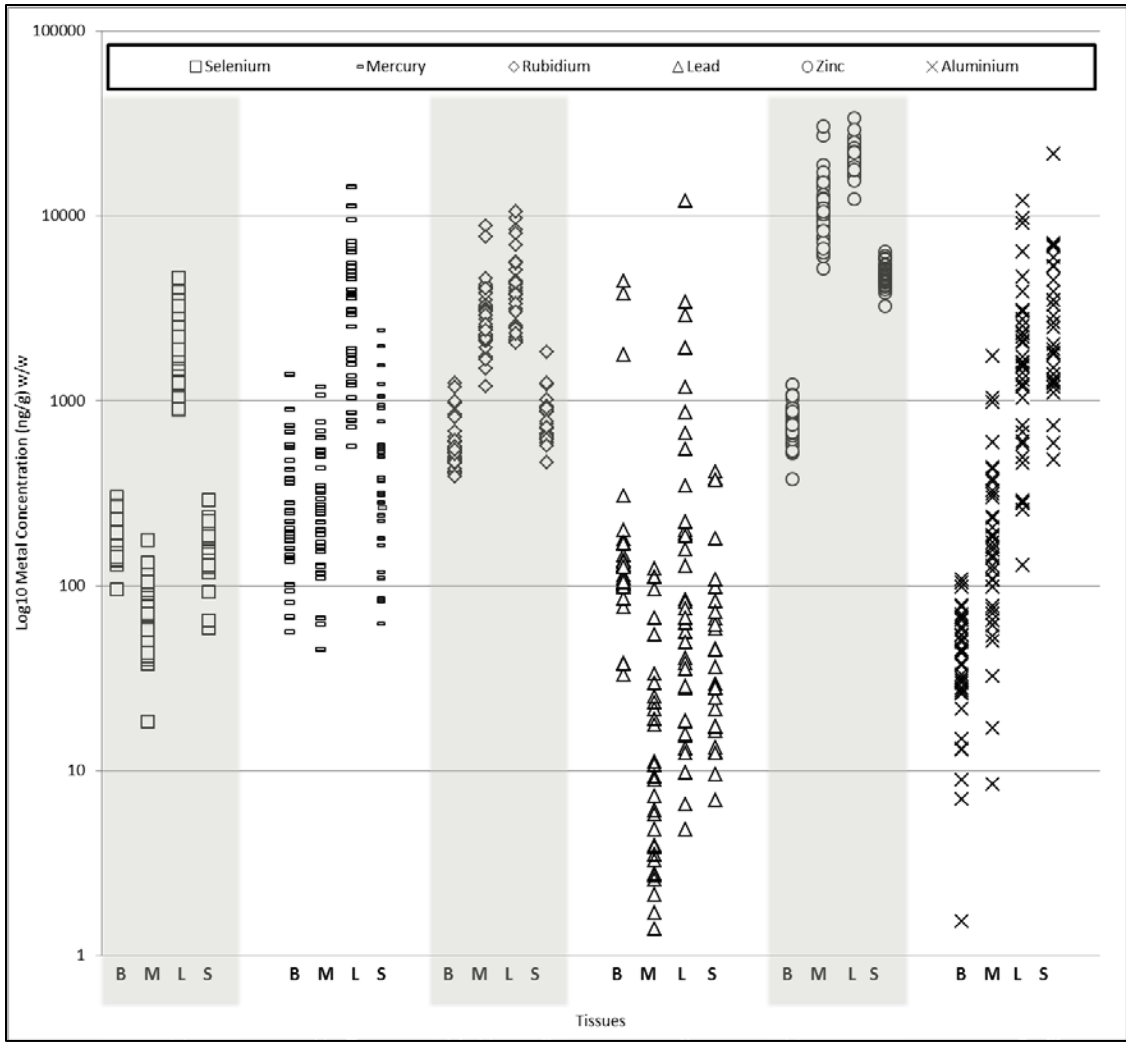 100000
Selenium Mercury Rubidium Lead Zinc Aluminium
10000
1000
100
10
1
Log10 Metal Concentration (ng/g) w/w
B M L S B M L S B M L S B M L S B M L S B M L S
Tissues